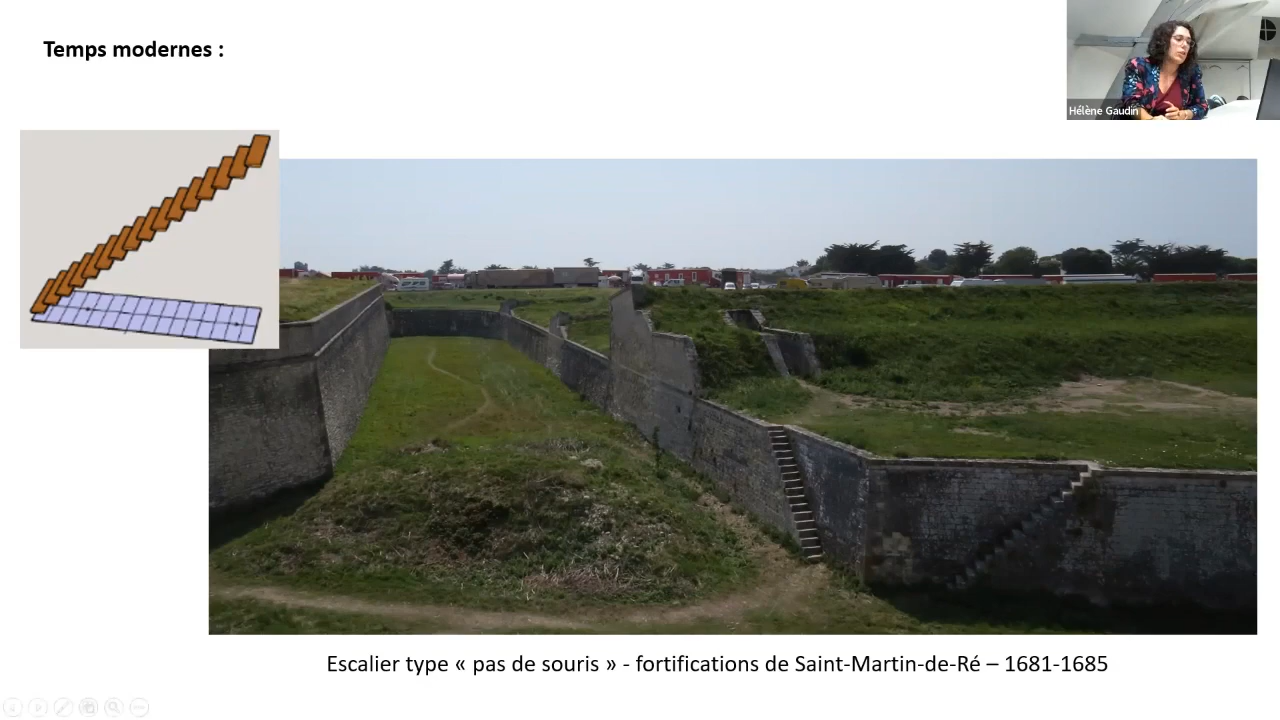 Temps modernes :
Hélène Gaudin
Escalier type « pas de souris » - fortifications de Saint-Martin-de-Ré – 1681-1685